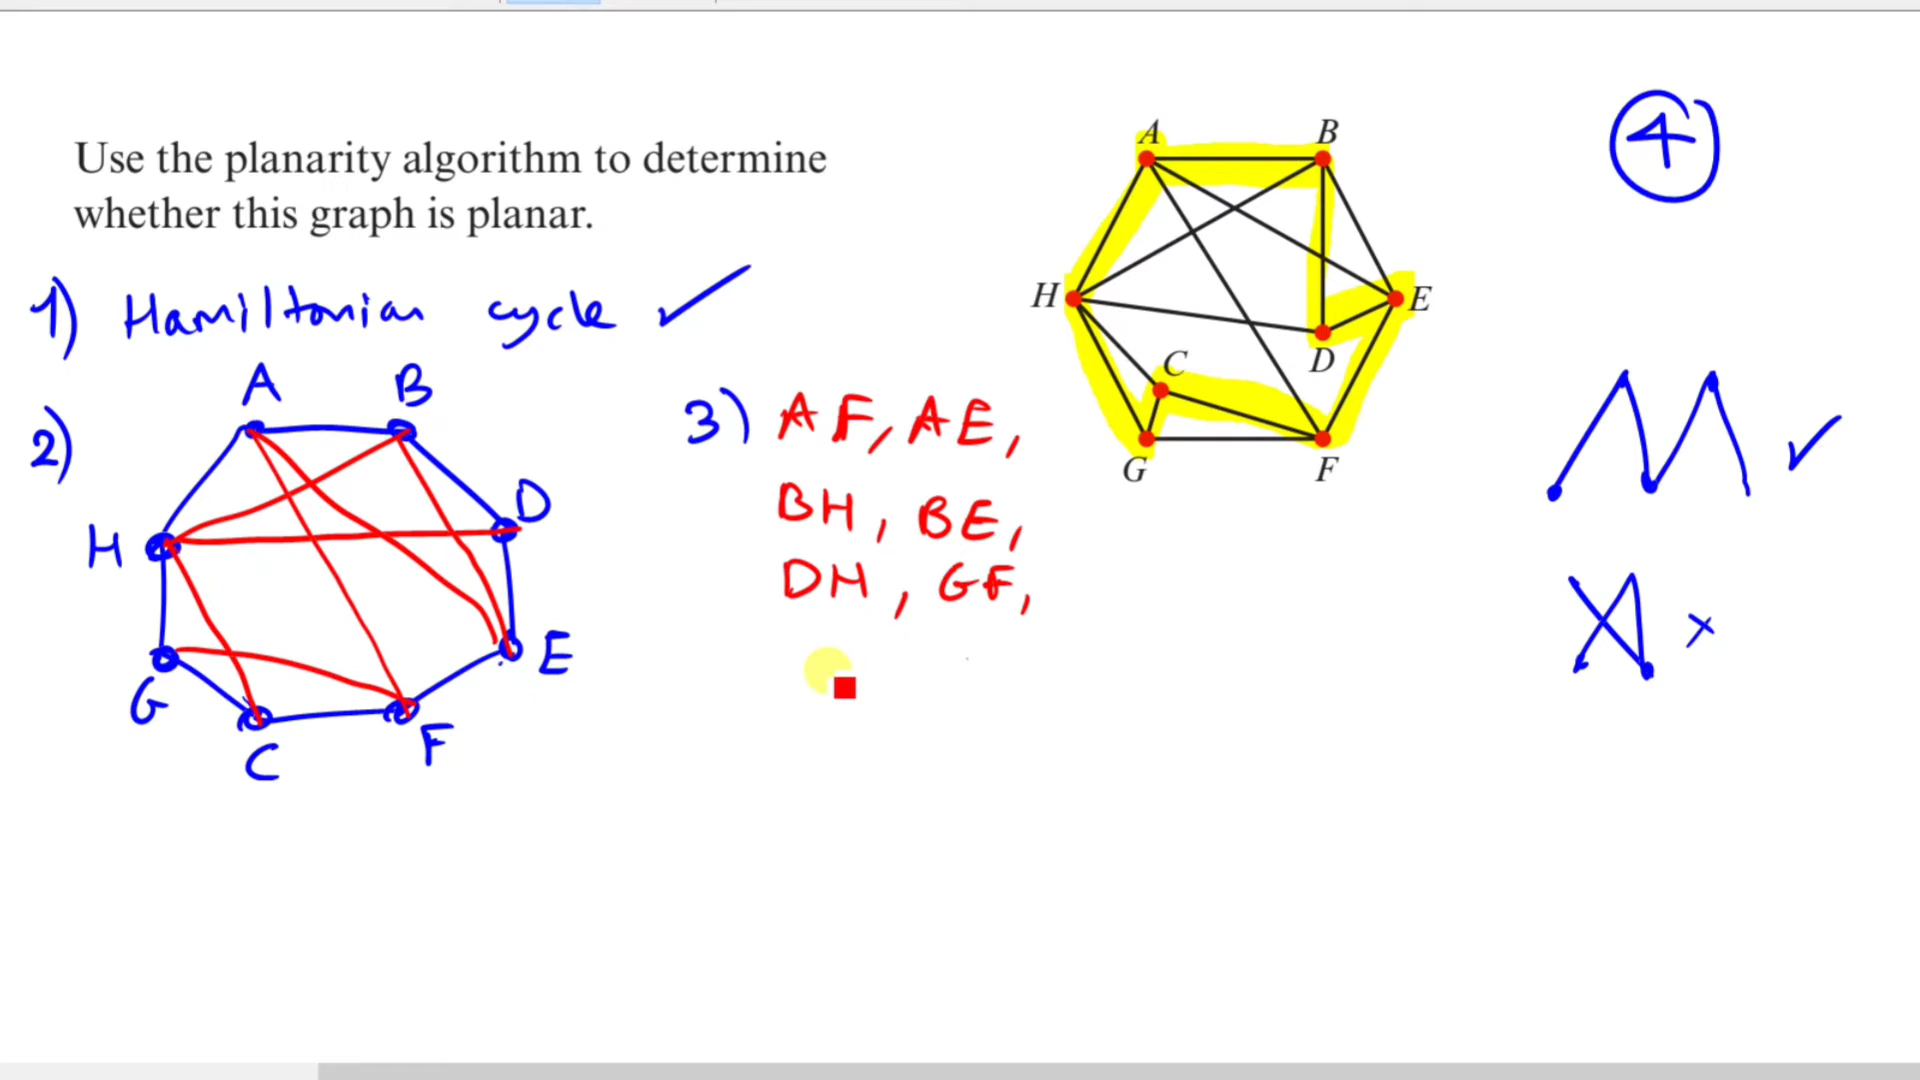 Use the planarity algorithm to determine
whether this graph is planar.
1) Hamiltonian cycle ✓
2)
A B
D
H
E
G
F
C
3) AF, AE,
BH, BE,
DH, GF,
A B
H E
D
C
G F
4
✓
×